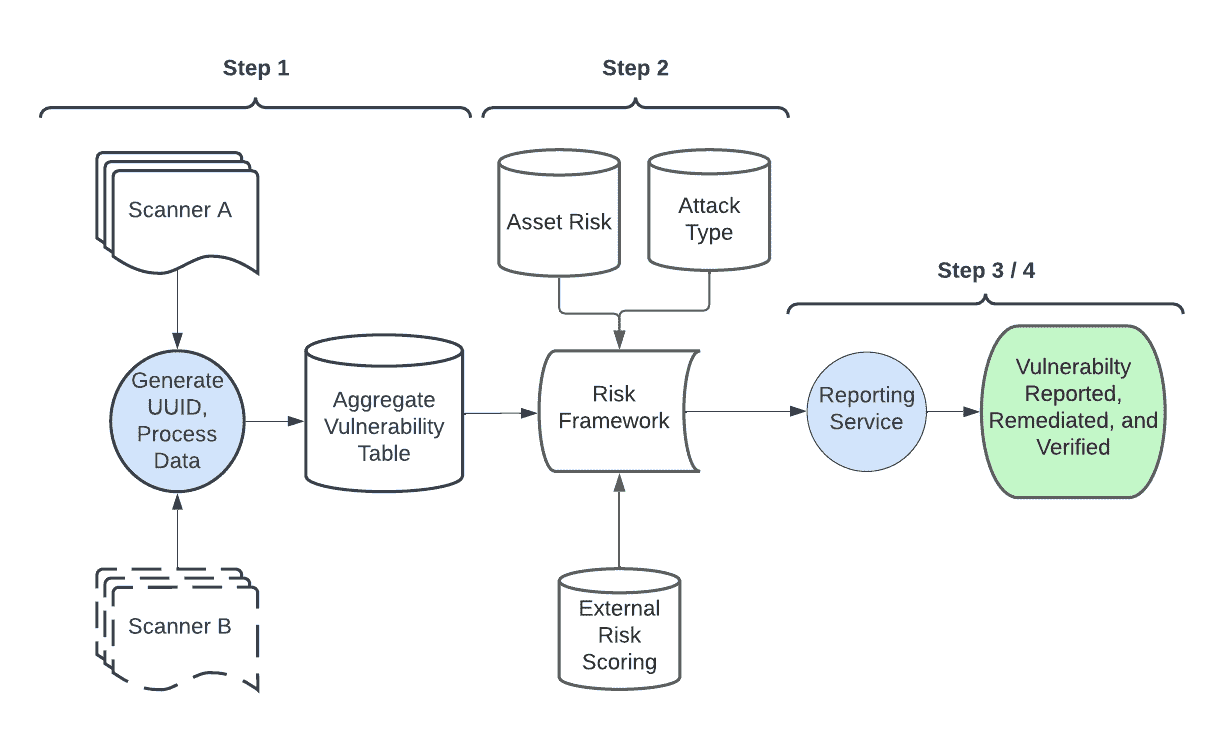 Step 1
Step 2
Scanner A
Asset Risk
Attack
Type
Step 3 / 4
Generate
UUID,
Process
Data
Aggregate
Vulnerability
Table
Risk
Framework
Reporting
Service
Vulnerabilty
Reported,
Remediated, and
Verified
Scanner B
External
Risk
Scoring